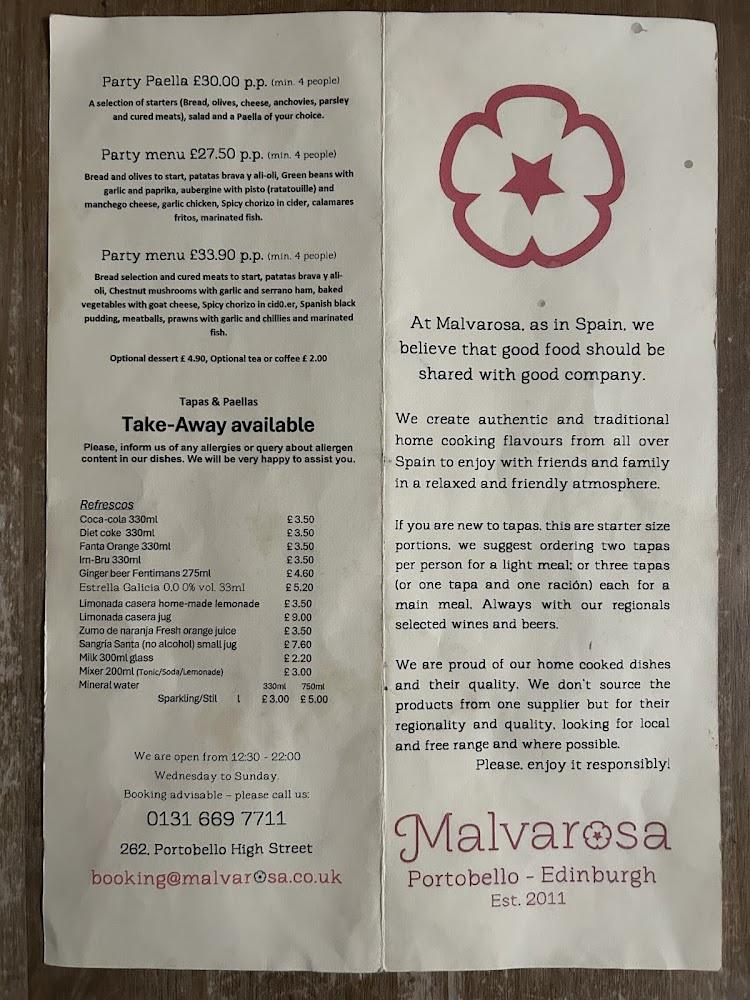 Party Paella £30.00 p.p. (min. 4 people)
A selection of starters (Bread, olives, cheese, anchovies, parsley
and cured meats), salad and a Paella of your choice.
Party menu £27.50 p.p. (min. 4 people)
Bread and olives to start, patatas brava y ali-oli, Green beans with
garlic and paprika, aubergine with pisto (ratatouille) and
manchego cheese, garlic chicken, Spicy chorizo in cider, calamares
fritos, marinated fish.
Party menu £33.90 p.p. (min. 4 people)
Bread selection and cured meats to start, patatas brava y ali-
oli, Chestnut mushrooms with garlic and serrano ham, baked
vegetables with goat cheese, Spicy chorizo in cid0.er, Spanish black
pudding, meatballs, prawns with garlic and chillies and marinated
fish.
Optional dessert £ 4.90, Optional tea or coffee £ 2.00
Tapas & Paellas
Take-Away available
Please, inform us of any allergies or query about allergen
content in our dishes. We will be very happy to assist you.
Refrescos
Coca-cola 330ml £ 3.50
Diet coke 330ml £ 3.50
Fanta Orange 330ml £ 3.50
Irn-Bru 330ml £ 3.50
Ginger beer Fentimans 275ml £ 4.60
Estrella Galicia 0,0 0% vol. 33ml £ 5.20
Limonada casera home-made lemonade £ 3.50
Limonada casera jug £ 9.00
Zumo de naranja Fresh orange juice £ 3.50
Sangría Santa (no alcohol) small jug £ 7.60
Milk 300ml glass £ 2.20
Mixer 200ml (Tonic/Soda/Lemonade) £ 3.00
Mineral water 330ml 750ml
Sparkling/Stil l £ 3.00 £ 5.00
We are open from 12:30 - 22:00
Wednesday to Sunday.
Booking advisable – please call us:
0131 669 7711
262, Portobello High Street
booking@malvarosa.co.uk
At Malvarosa, as in Spain, we
believe that good food should be
shared with good company.
We create authentic and traditional
home cooking flavours from all over
Spain to enjoy with friends and family
in a relaxed and friendly atmosphere.
If you are new to tapas, this are starter size
portions, we suggest ordering two tapas
per person for a light meal; or three tapas
(or one tapa and one ración) each for a
main meal. Always with our regionals
selected wines and beers.
We are proud of our home cooked dishes
and their quality. We don't source the
products from one supplier but for their
regionality and quality, looking for local
and free range and where possible.
Please, enjoy it responsibly!
Malvarosa
Portobello - Edinburgh
Est. 2011